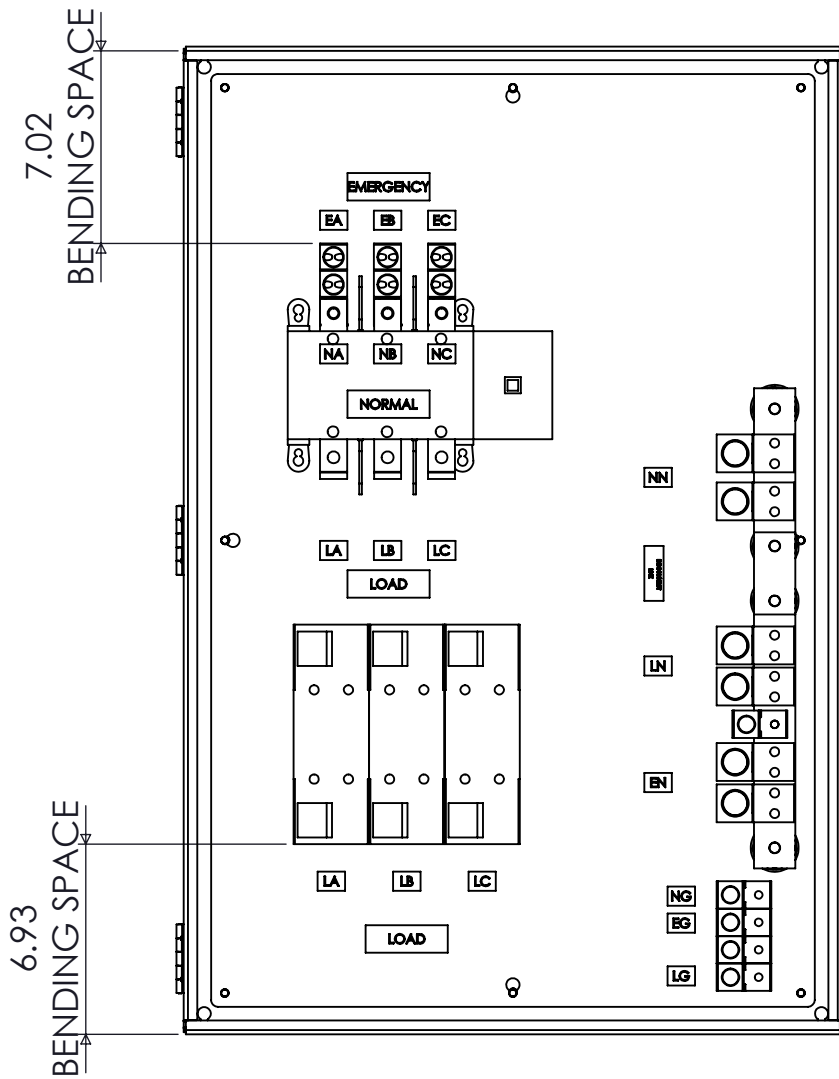 7.02
BENDING SPACE
EMERGENCY
EA EB EC
NA NB NC
NORMAL
NN
LA LB LC
LOAD
LN
EN
6.93
BENDING SPACE
LA LB LC
NG
LOAD
EG
LG